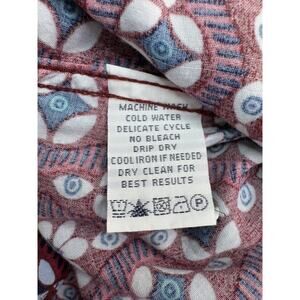 MACHINE WASH
COLD WATER
DELICATE CYCLE
NO BLEACH
DRIP DRY
COOL IRON IF NEEDED
DRY CLEAN FOR
BEST RESULTS
P